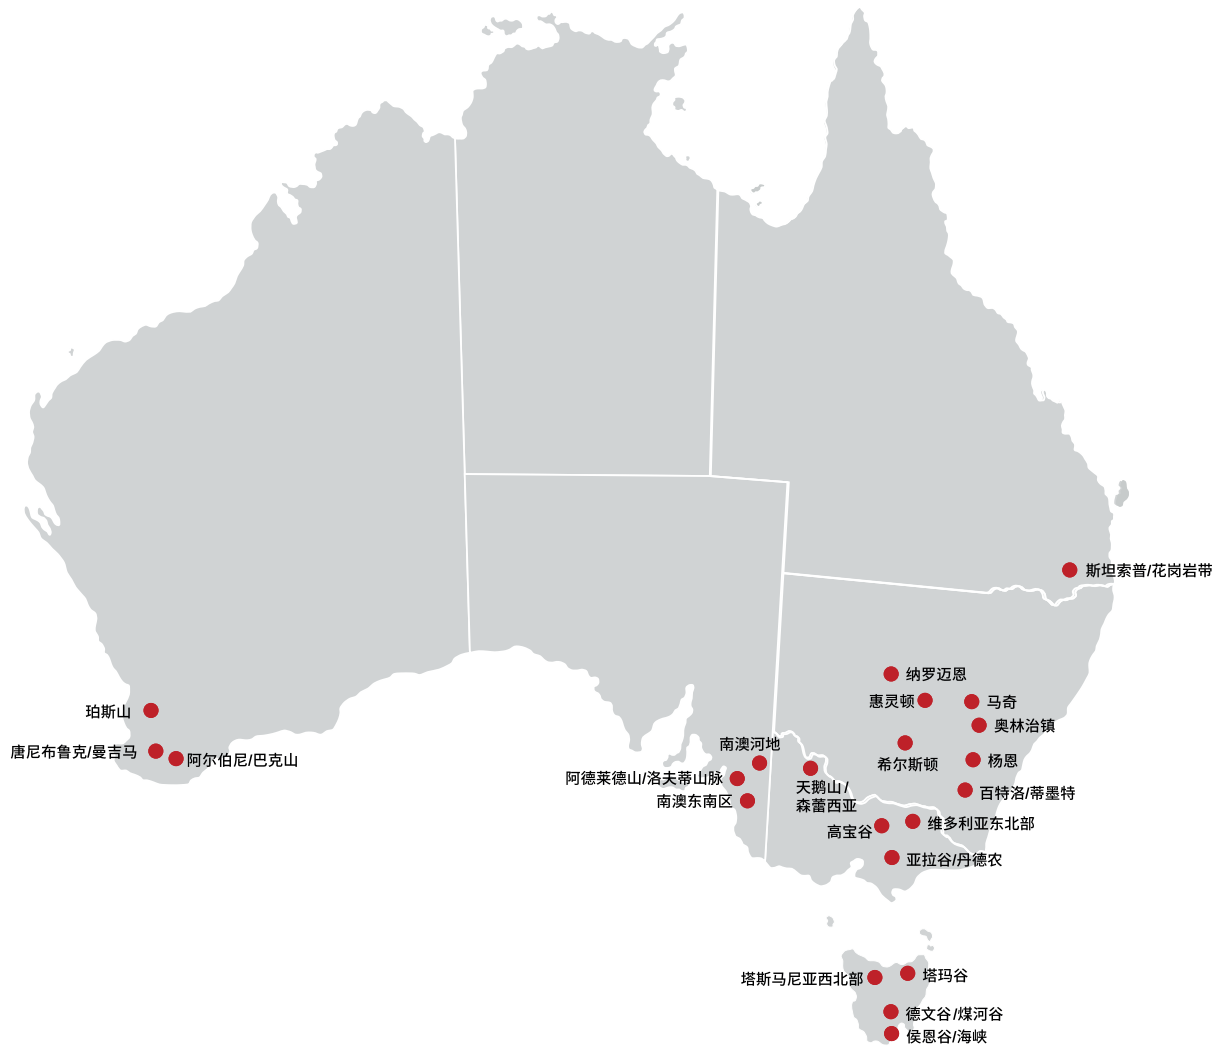 斯坦索普/花岗岩带
纳罗迈恩
惠灵顿
马奇
珀斯山
奥林治镇
南澳河地
唐尼布鲁克/曼吉马
阿尔伯尼/巴克山
希尔斯顿
杨恩
阿德莱德山/洛夫蒂山脉
天鹅山/
森蕾西亚
百特洛/蒂墨特
南澳东南区
高宝谷
维多利亚东北部
亚拉谷/丹德农
塔斯马尼亚西北部
塔玛谷
德文谷/煤河谷
侯恩谷/海峡